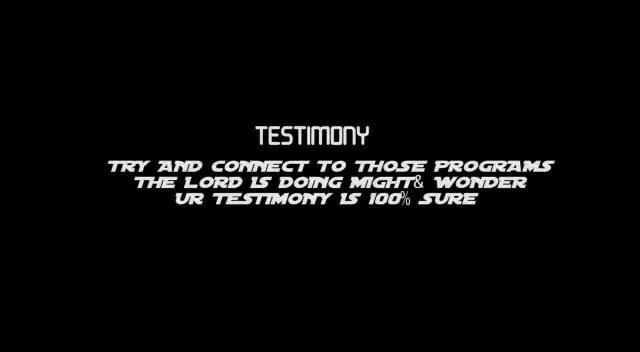 TESTIMONY
TRY AND CONNECT TO THOSE PROGRAMS
THE LORD IS DOING MIGHT& WONDER
UR TESTIMONY IS 100% SURE